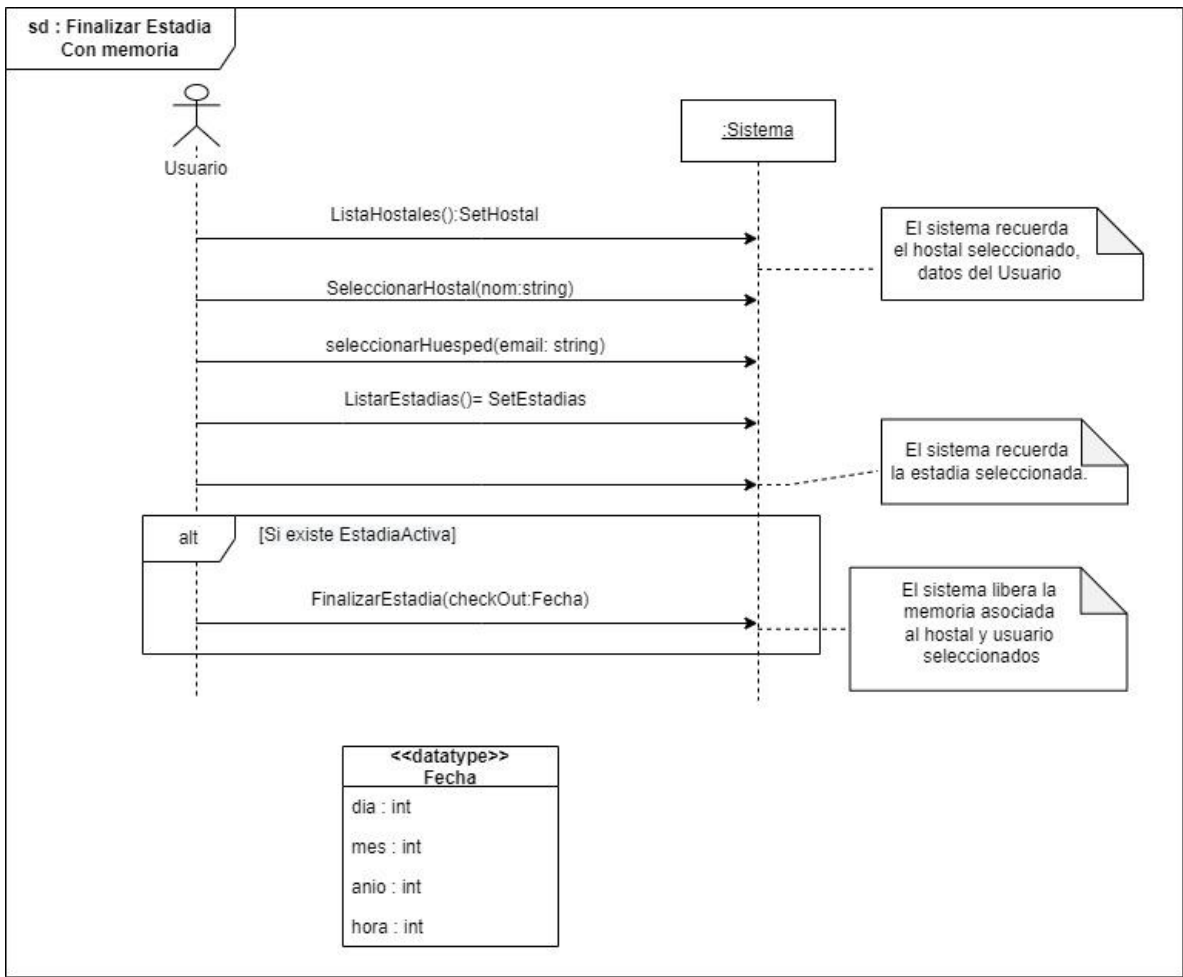 sd : Finalizar Estadia
Con memoria
Usuario
:Sistema
ListaHostales():SetHostal
El sistema recuerda
el hostal seleccionado,
datos del Usuario
SeleccionarHostal(nom:string)
seleccionarHuesped(email: string)
ListarEstadias()= SetEstadias
El sistema recuerda
la estadia seleccionada.
alt
[Si existe EstadiaActiva]
FinalizarEstadia(checkOut:Fecha)
El sistema libera la
memoria asociada
al hostal y usuario
seleccionados
<<datatype>>
Fecha
dia : int
mes : int
anio : int
hora : int